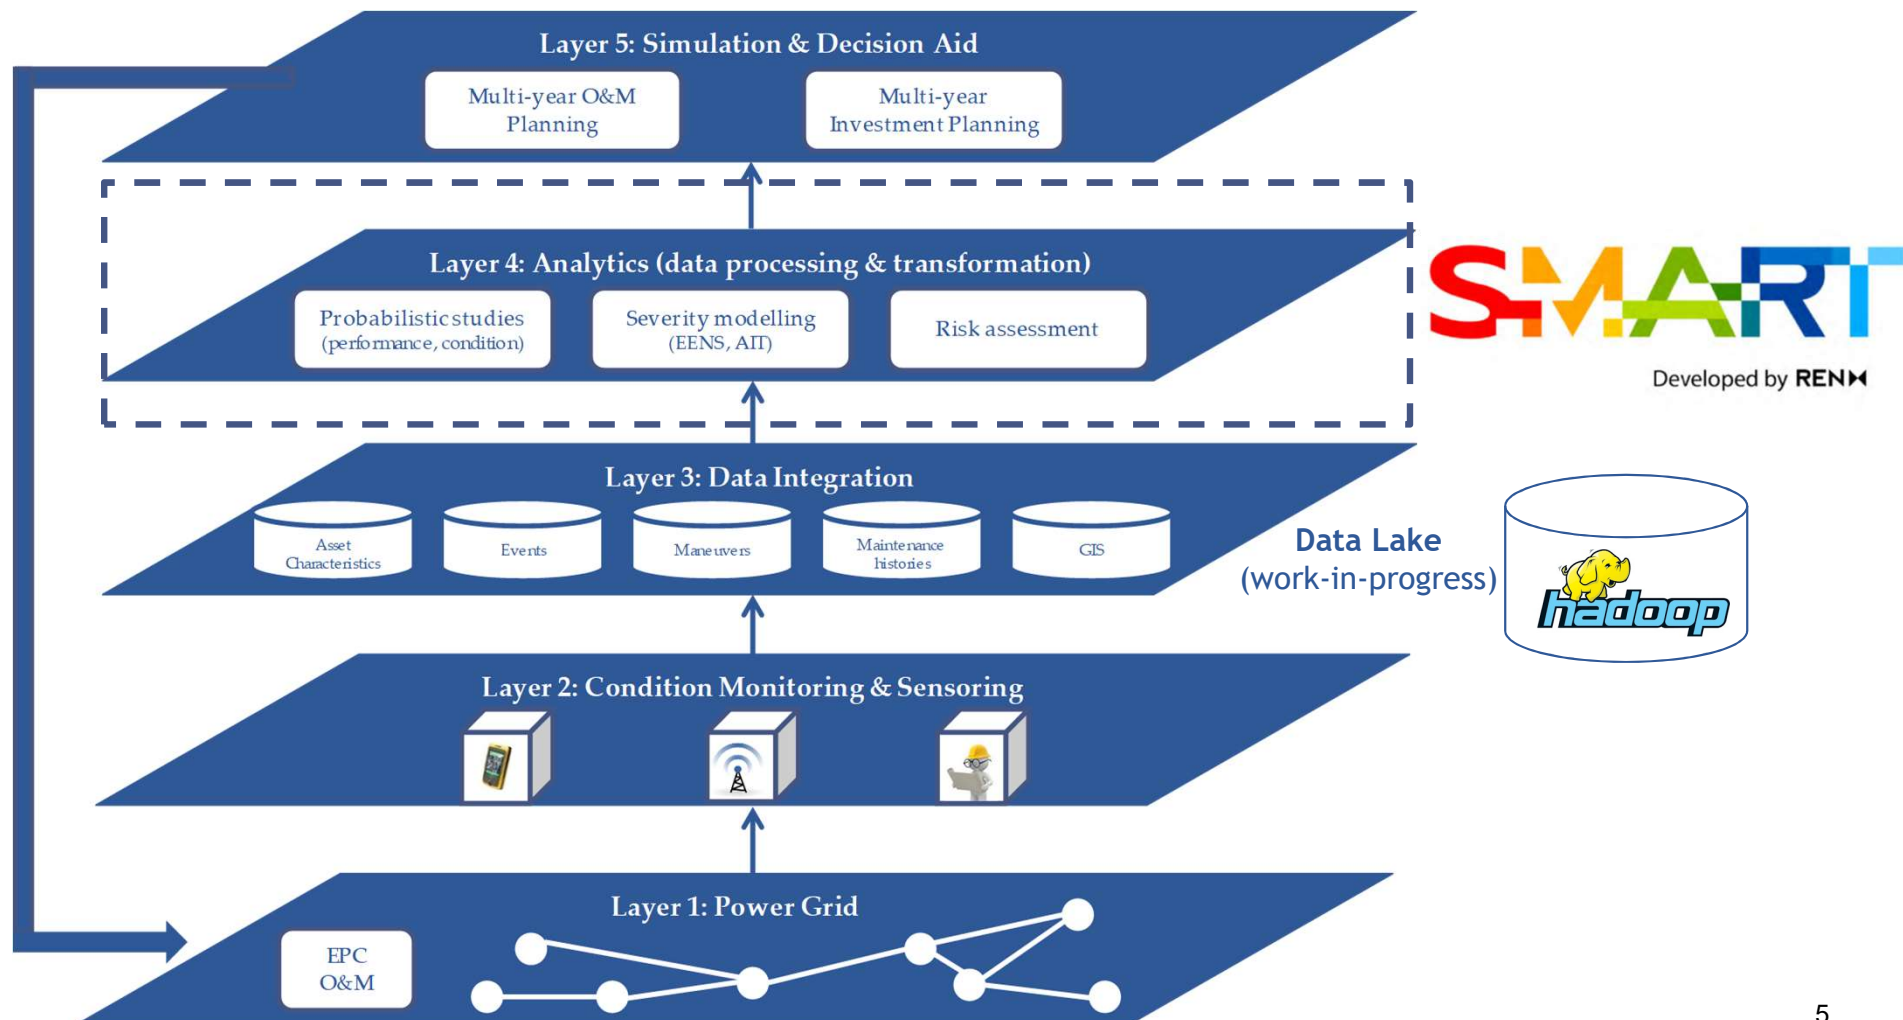 Layer 5: Simulation & Decision Aid
Multi-year O&M
Planning
Multi-year
Investment Planning
Layer 4: Analytics (data processing & transformation)
Probabilistic studies
(performance, condition)
Severity modelling
(EENS, AIT)
Risk assessment
SMART
Developed by REN
Layer 3: Data Integration
Asset
Characteristics
Events
Maneuvers
Maintenance
histories
GIS
Data Lake
(work-in-progress)
hadoop
Layer 2: Condition Monitoring & Sensoring
Layer 1: Power Grid
EPC
O&M
5